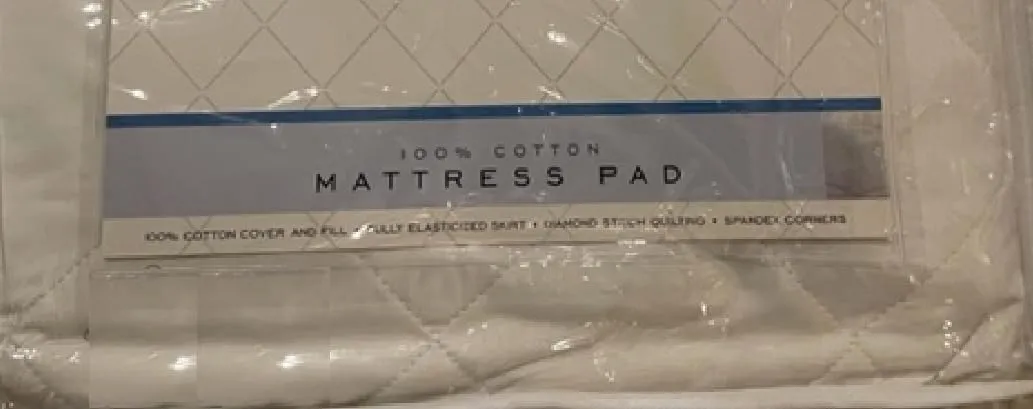 100% COTTON
MATTRESS PAD
100% COTTON COVER AND FILL • FULLY ELASTICIZED SKIRT • DIAMOND STITCH QUILTING • SPANDEX CORNERS